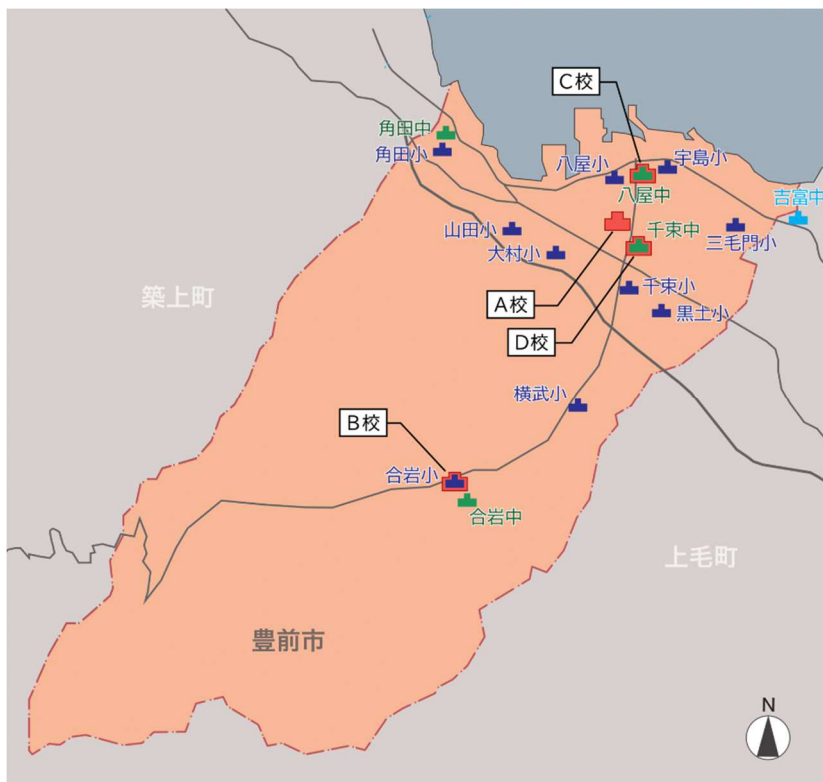 C校
角田中
角田小
八屋小
宇島小
八屋中
吉富中
山田小
千束中
三毛門小
大村小
築上町
A校
千束小
黒土小
D校
横武小
B校
合岩小
合岩中
上毛町
豊前市
N